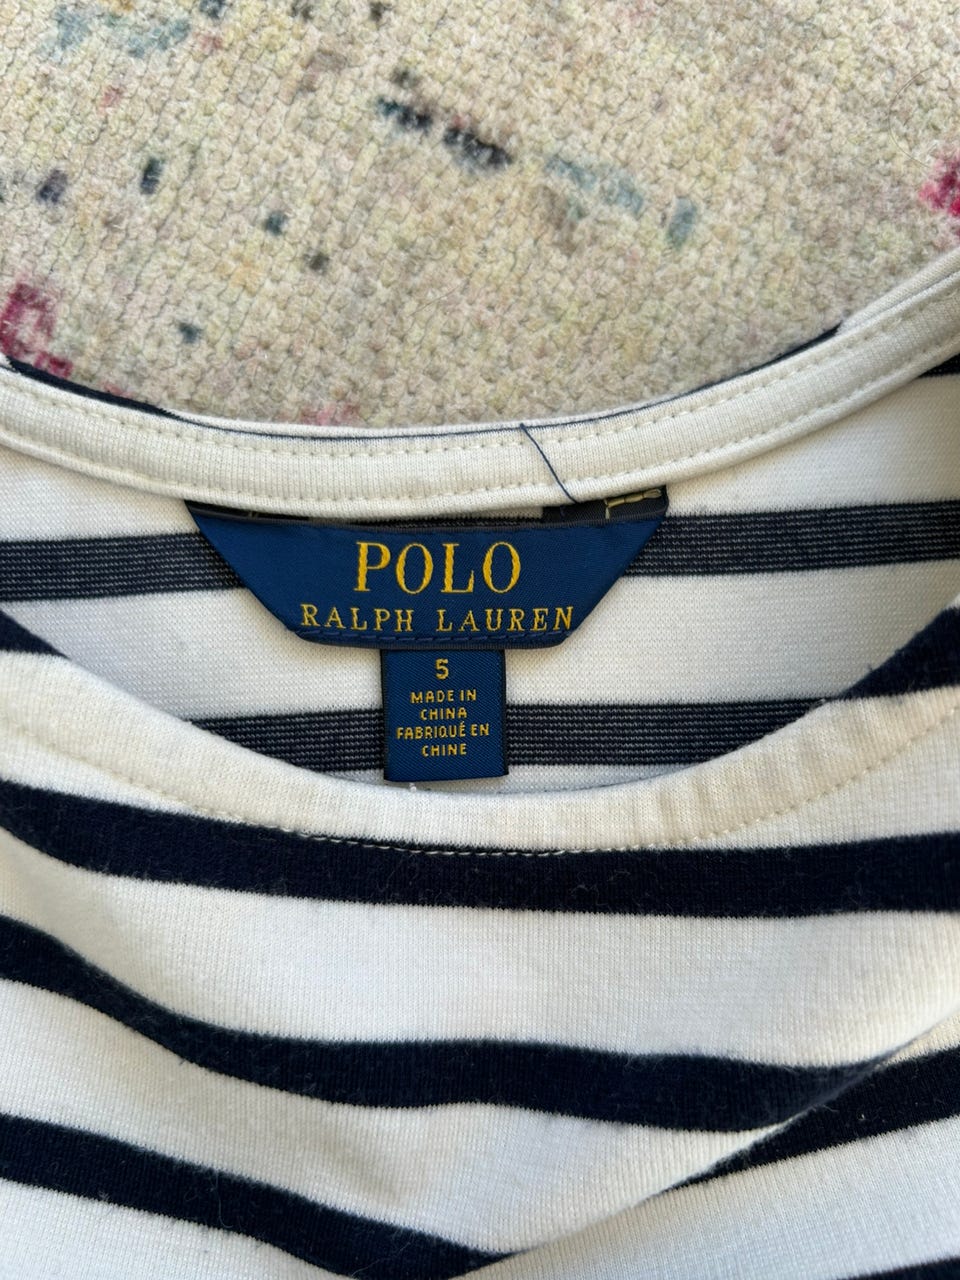 POLO
RALPH LAUREN
5
MADE IN
CHINA
FABRIQUÉ EN
CHINE